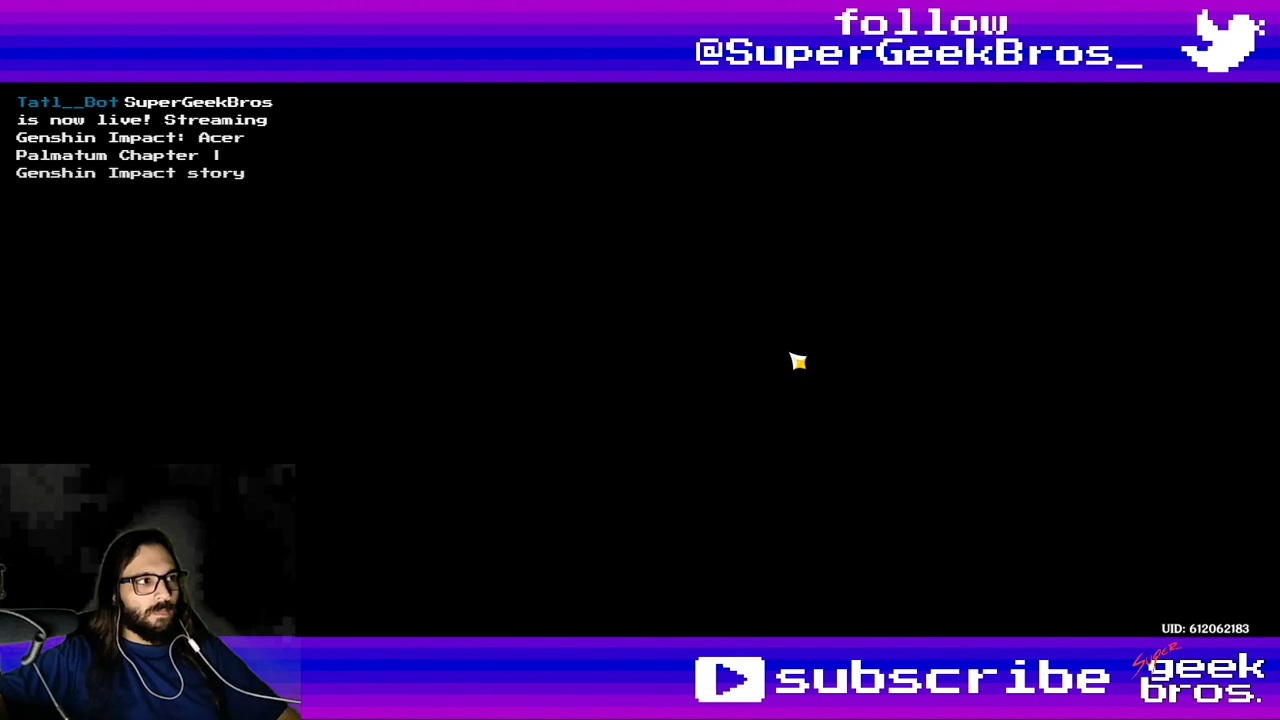 follow
@SuperGeekBros_
Tatl__Bot SuperGeekBros
is now live! Streaming
Genshin Impact: Acer
Palmatum Chapter I
Genshin Impact story
UID: 612062183
subscribe
SUPER
geek
bros.